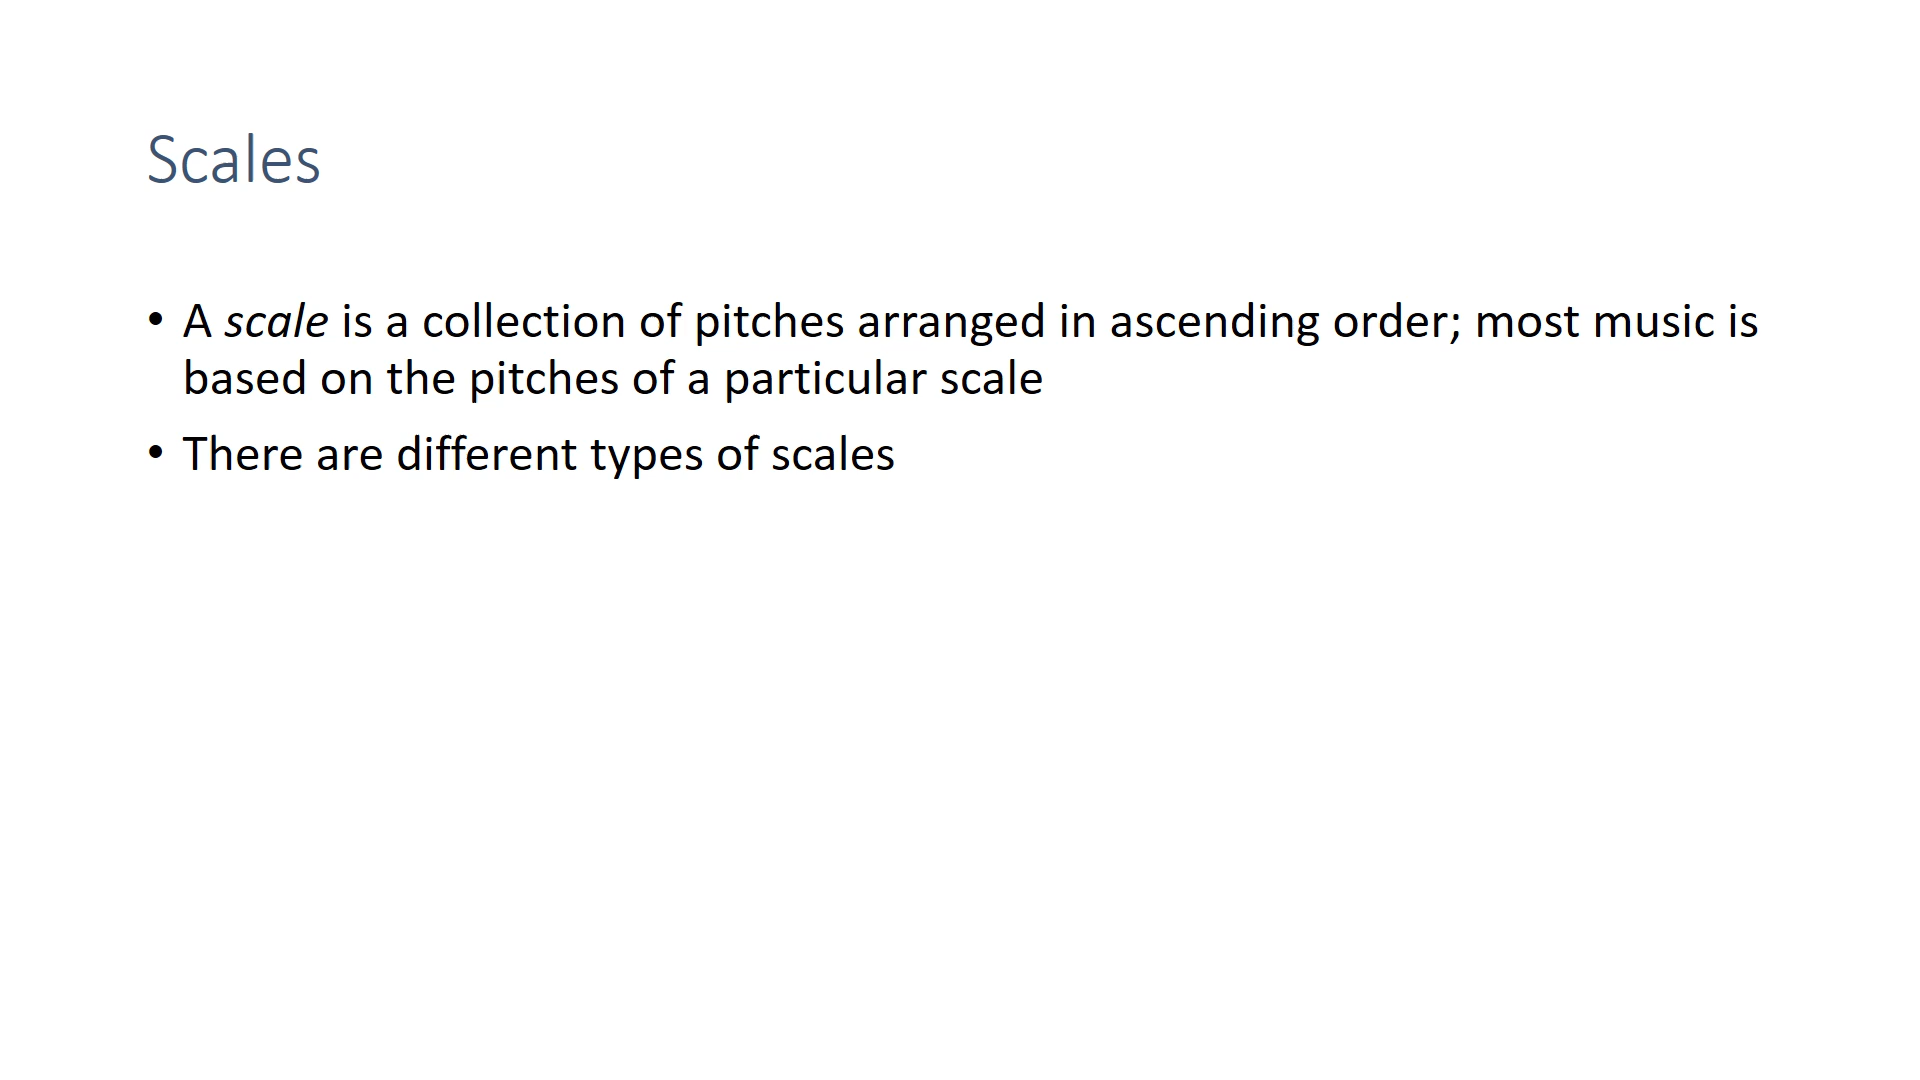 Scales
• A scale is a collection of pitches arranged in ascending order; most music is
based on the pitches of a particular scale
• There are different types of scales